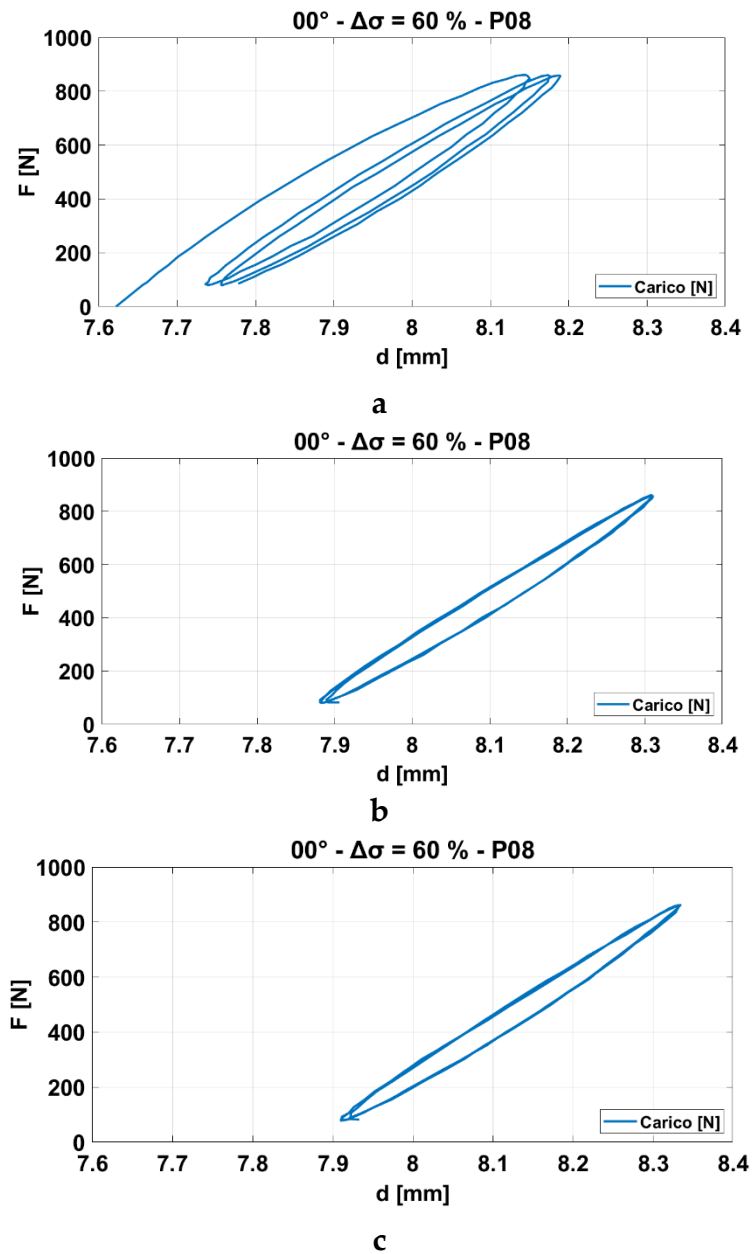 00° - Δσ = 60 % - P08
1000
800
600
400
200
0
F [N]
Carico [N]
7.6 7.7 7.8 7.9 8 8.1 8.2 8.3 8.4
d [mm]
a
00° - Δσ = 60 % - P08
1000
800
600
400
200
0
F [N]
Carico [N]
7.6 7.7 7.8 7.9 8 8.1 8.2 8.3 8.4
d [mm]
b
00° - Δσ = 60 % - P08
1000
800
600
400
200
0
F [N]
Carico [N]
7.6 7.7 7.8 7.9 8 8.1 8.2 8.3 8.4
d [mm]
c